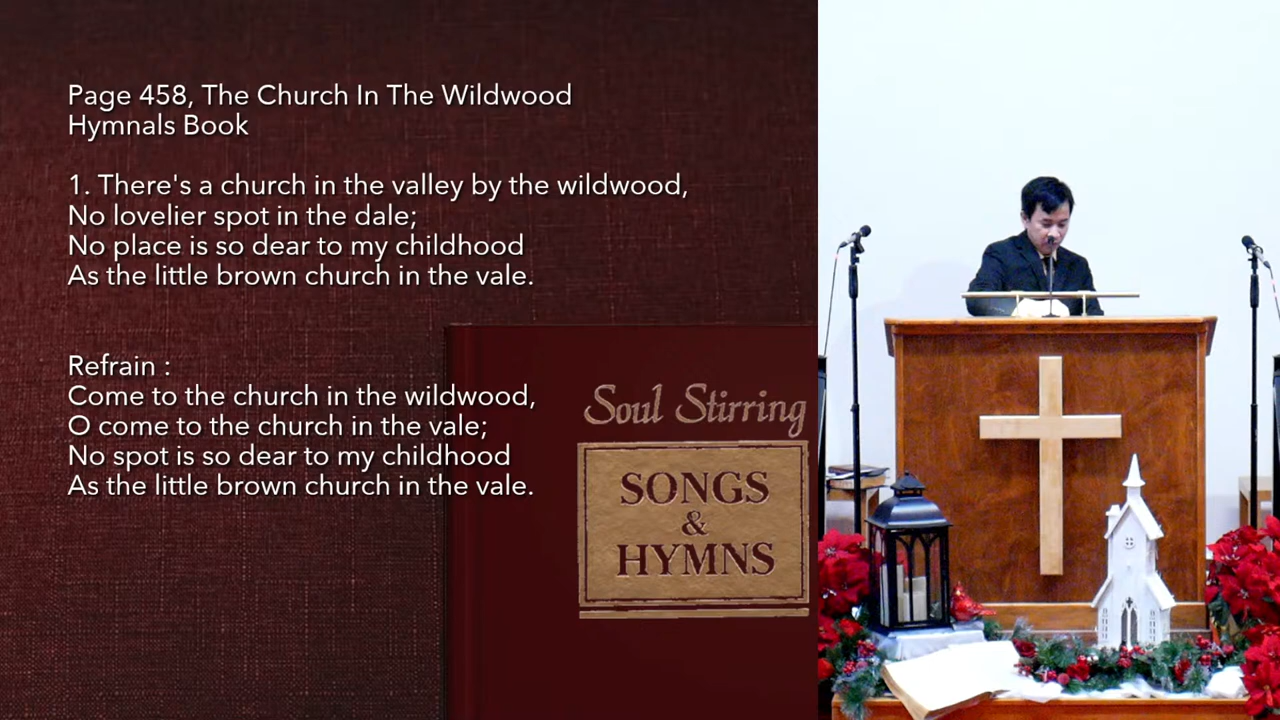 Page 458, The Church In The Wildwood
Hymnals Book
1. There's a church in the valley by the wildwood,
No lovelier spot in the dale;
No place is so dear to my childhood
As the little brown church in the vale.
Refrain :
Come to the church in the wildwood,
O come to the church in the vale;
No spot is so dear to my childhood
As the little brown church in the vale.
Soul Stirring
SONGS
&
HYMNS